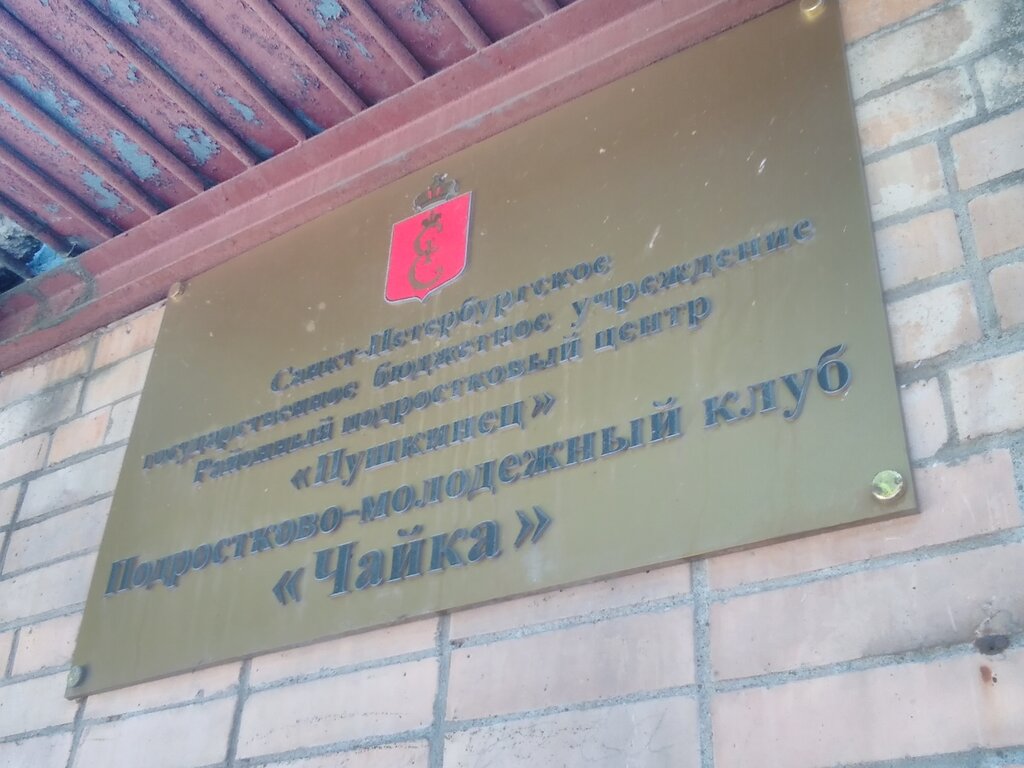 Санкт-Петербургское
государственное бюджетное учреждение
Районный подростковый центр
«Пушкинец»
Подростково-молодежный клуб
«Чайка»